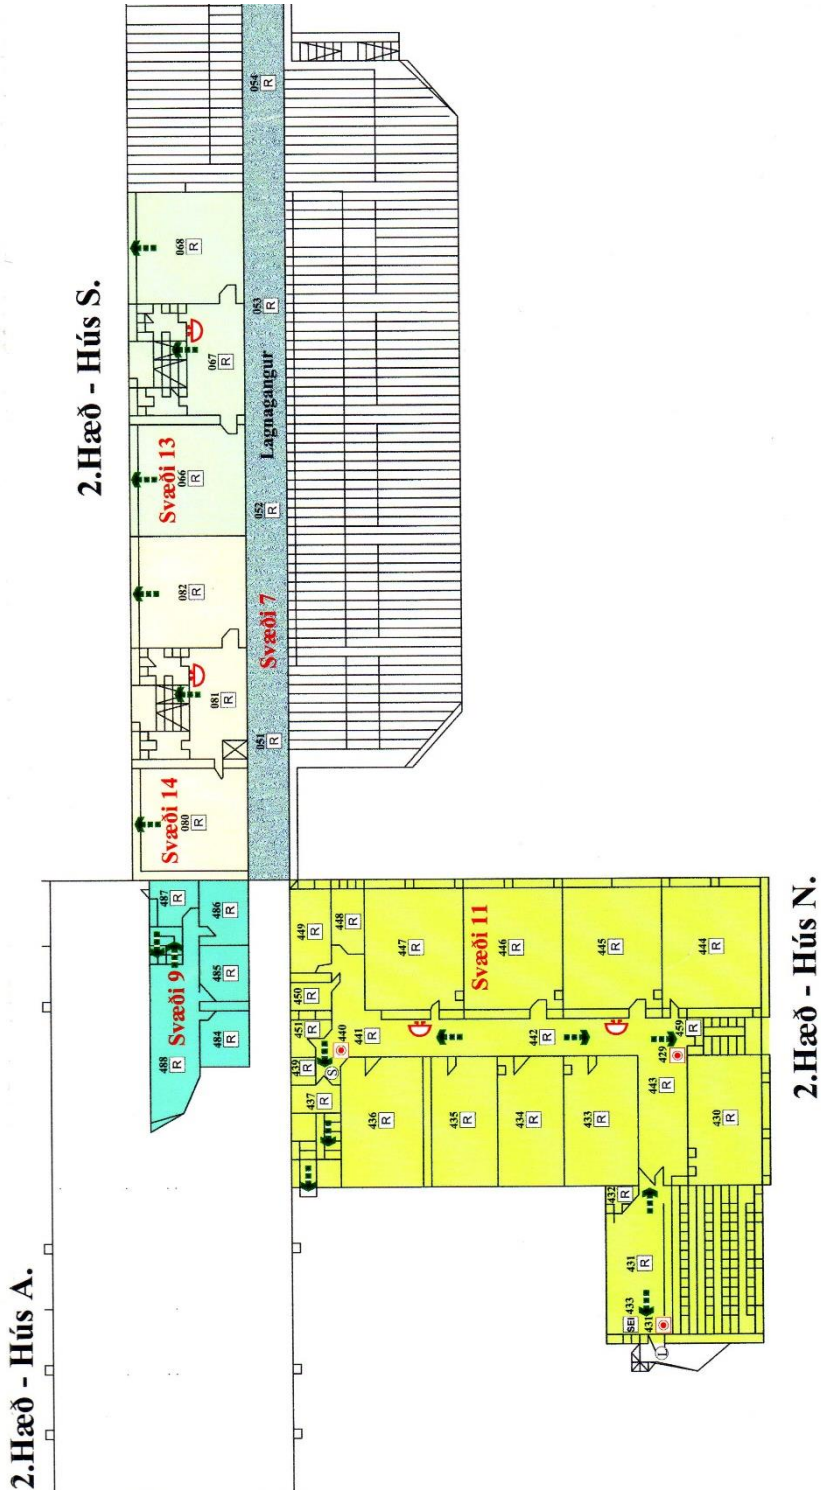 2.Hæð - Hús A.
2.Hæð - Hús S.
2.Hæð - Hús N.
054
R
068
R
053
R
067
R
Lagnagangur
Svæði 13
066
R
052
R
082
R
Svæði 7
081
R
051
R
Svæði 14
080
R
487
R
486
R
Svæði 9
485
R
488
R
484
R
449
R
448
R
447
R
Svæði 11
446
R
445
R
444
R
450
R
451
R
440
441
R
442
R
459
R
429
439
R
S
437
R
436
R
435
R
434
R
433
R
443
R
430
R
432
R
431
R
433
SEI
431
L